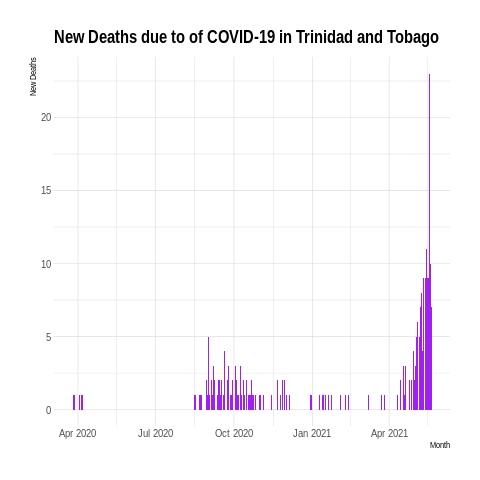 New Deaths due to of COVID-19 in Trinidad and Tobago
New Deaths
20
15
10
5
0
Apr 2020 Jul 2020 Oct 2020 Jan 2021 Apr 2021
Month